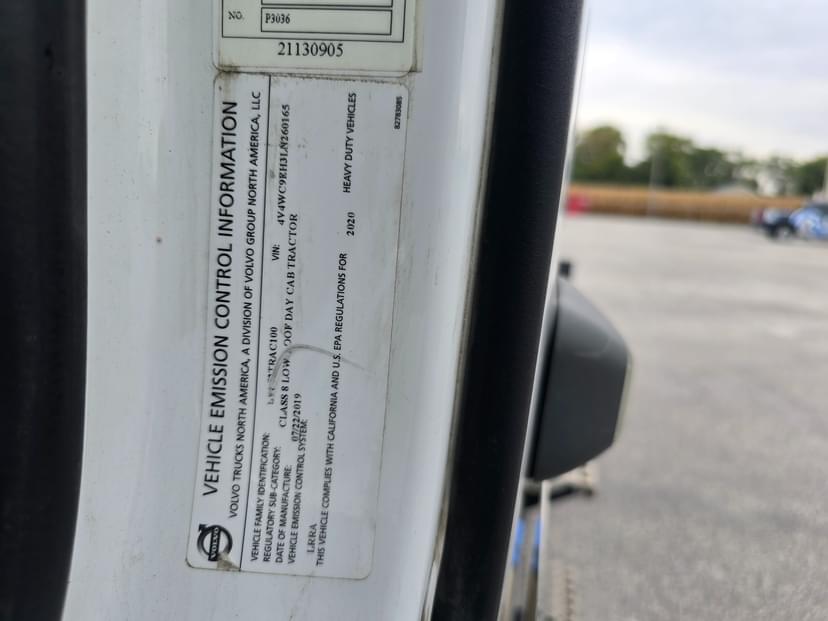 NO. P3036
21130905
VEHICLE EMISSION CONTROL INFORMATION
VOLVO TRUCKS NORTH AMERICA, A DIVISION OF VOLVO GROUP NORTH AMERICA, LLC
VEHICLE FAMILY IDENTIFICATION: TRAC100 VIN: 4V4WC9EH3LN260165
REGULATORY SUB-CATEGORY: CLASS 8 LOW ROOF DAY CAB TRACTOR
DATE OF MANUFACTURE: 07/22/2019
VEHICLE EMISSION CONTROL SYSTEM:
LRRA
THIS VEHICLE COMPLIES WITH CALIFORNIA AND U.S. EPA REGULATIONS FOR 2020 HEAVY DUTY VEHICLES
82783085
VOLVO